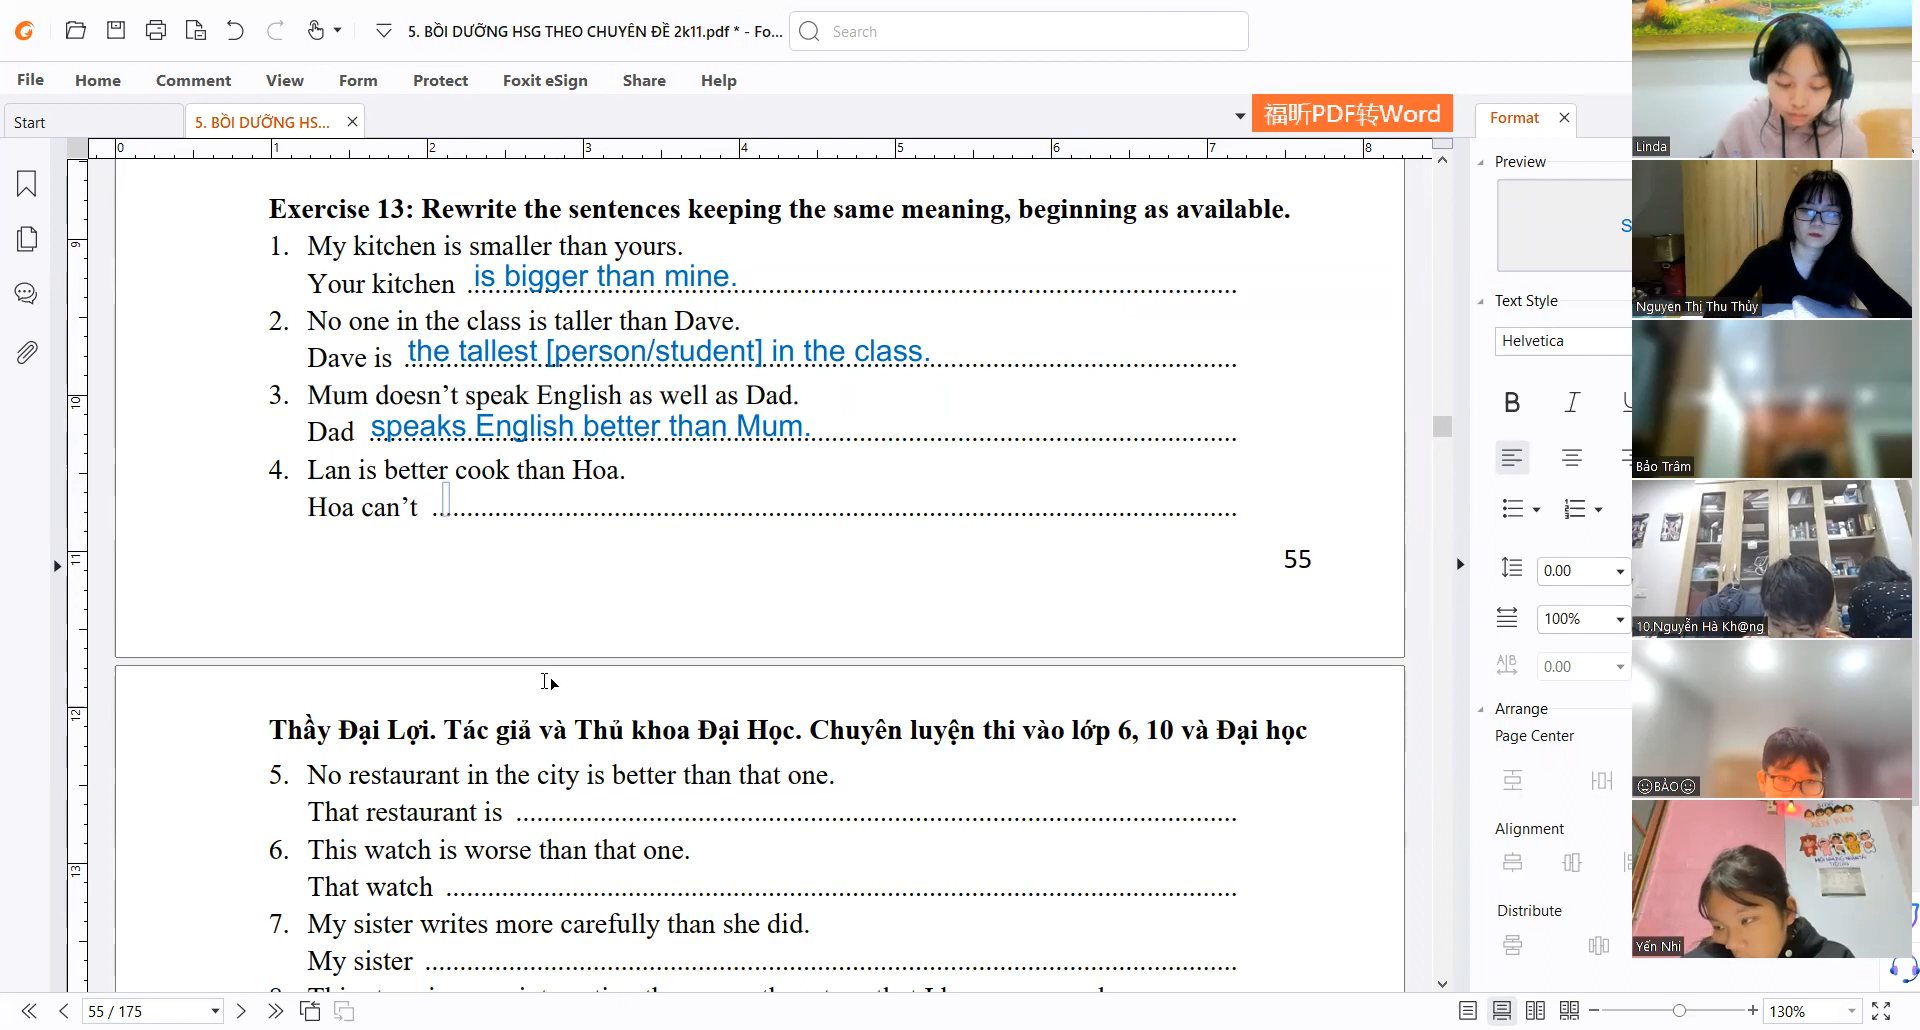 5. BỒI DƯỠNG HSG THEO CHUYÊN ĐỀ 2k11.pdf * - Fo...
Search
File
Home
Comment
View
Form
Protect
Foxit eSign
Share
Help
Start
5. BỒI DƯỠNG HS...
福昕PDF转Word
Format
Exercise 13: Rewrite the sentences keeping the same meaning, beginning as available.
1. My kitchen is smaller than yours.
Your kitchen is bigger than mine.
2. No one in the class is taller than Dave.
Dave is the tallest [person/student] in the class.
3. Mum doesn't speak English as well as Dad.
Dad speaks English better than Mum.
4. Lan is better cook than Hoa.
Hoa can't
55
Thầy Đại Lợi. Tác giả và Thủ khoa Đại Học. Chuyên luyện thi vào lớp 6, 10 và Đại học
5. No restaurant in the city is better than that one.
That restaurant is
6. This watch is worse than that one.
That watch
7. My sister writes more carefully than she did.
My sister
Preview
Text Style
Helvetica
0.00
100%
0.00
Arrange
Page Center
Alignment
Distribute
Linda
Nguyen Thi Thu Thủy
Bảo Trâm
10.Nguyễn Hà Kh@ng
BẢO
Yến Nhi
55 / 175
130%